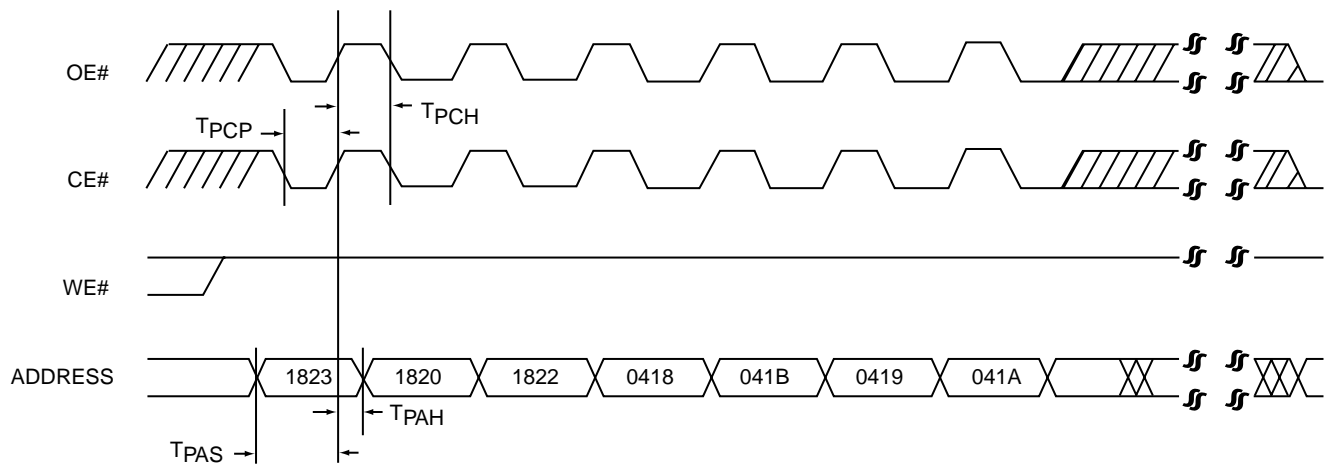 OE#
TPCH
TPCP
CE#
WE#
ADDRESS 1823 1820 1822 0418 041B 0419 041A
TPAH
TPAS